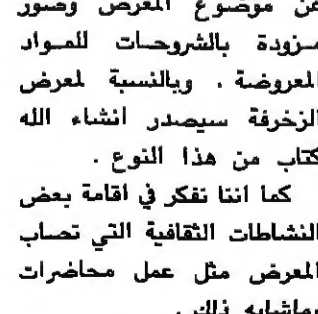 عن موضوع المعرض وصور
مزودة بالشروحات للمواد
المعروضة . وبالنسبة لمعرض
الزخرفة سيصدر انشاء الله
كتاب من هذا النوع .
كما اننا نفكر في اقامة بعض
النشاطات الثقافية التي تصاب
المعرض مثل عمل محاضرات
وماشابه ذلك .